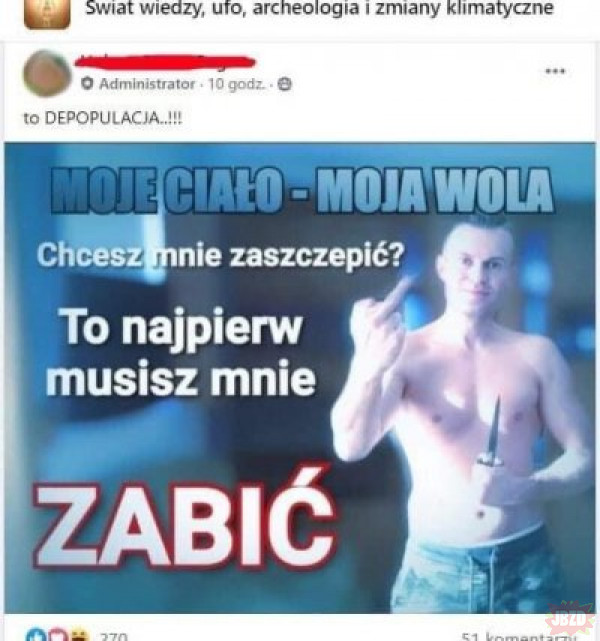 Świat wiedzy, ufo, archeologia i zmiany klimatyczne
Administrator · 10 godz. ·
to DEPOPULACJA..!!!
MOJE CIAŁO - MOJA WOLA
Chcesz mnie zaszczepić?
To najpierw
musisz mnie
ZABIĆ
270
51 komentarzy
JBZD